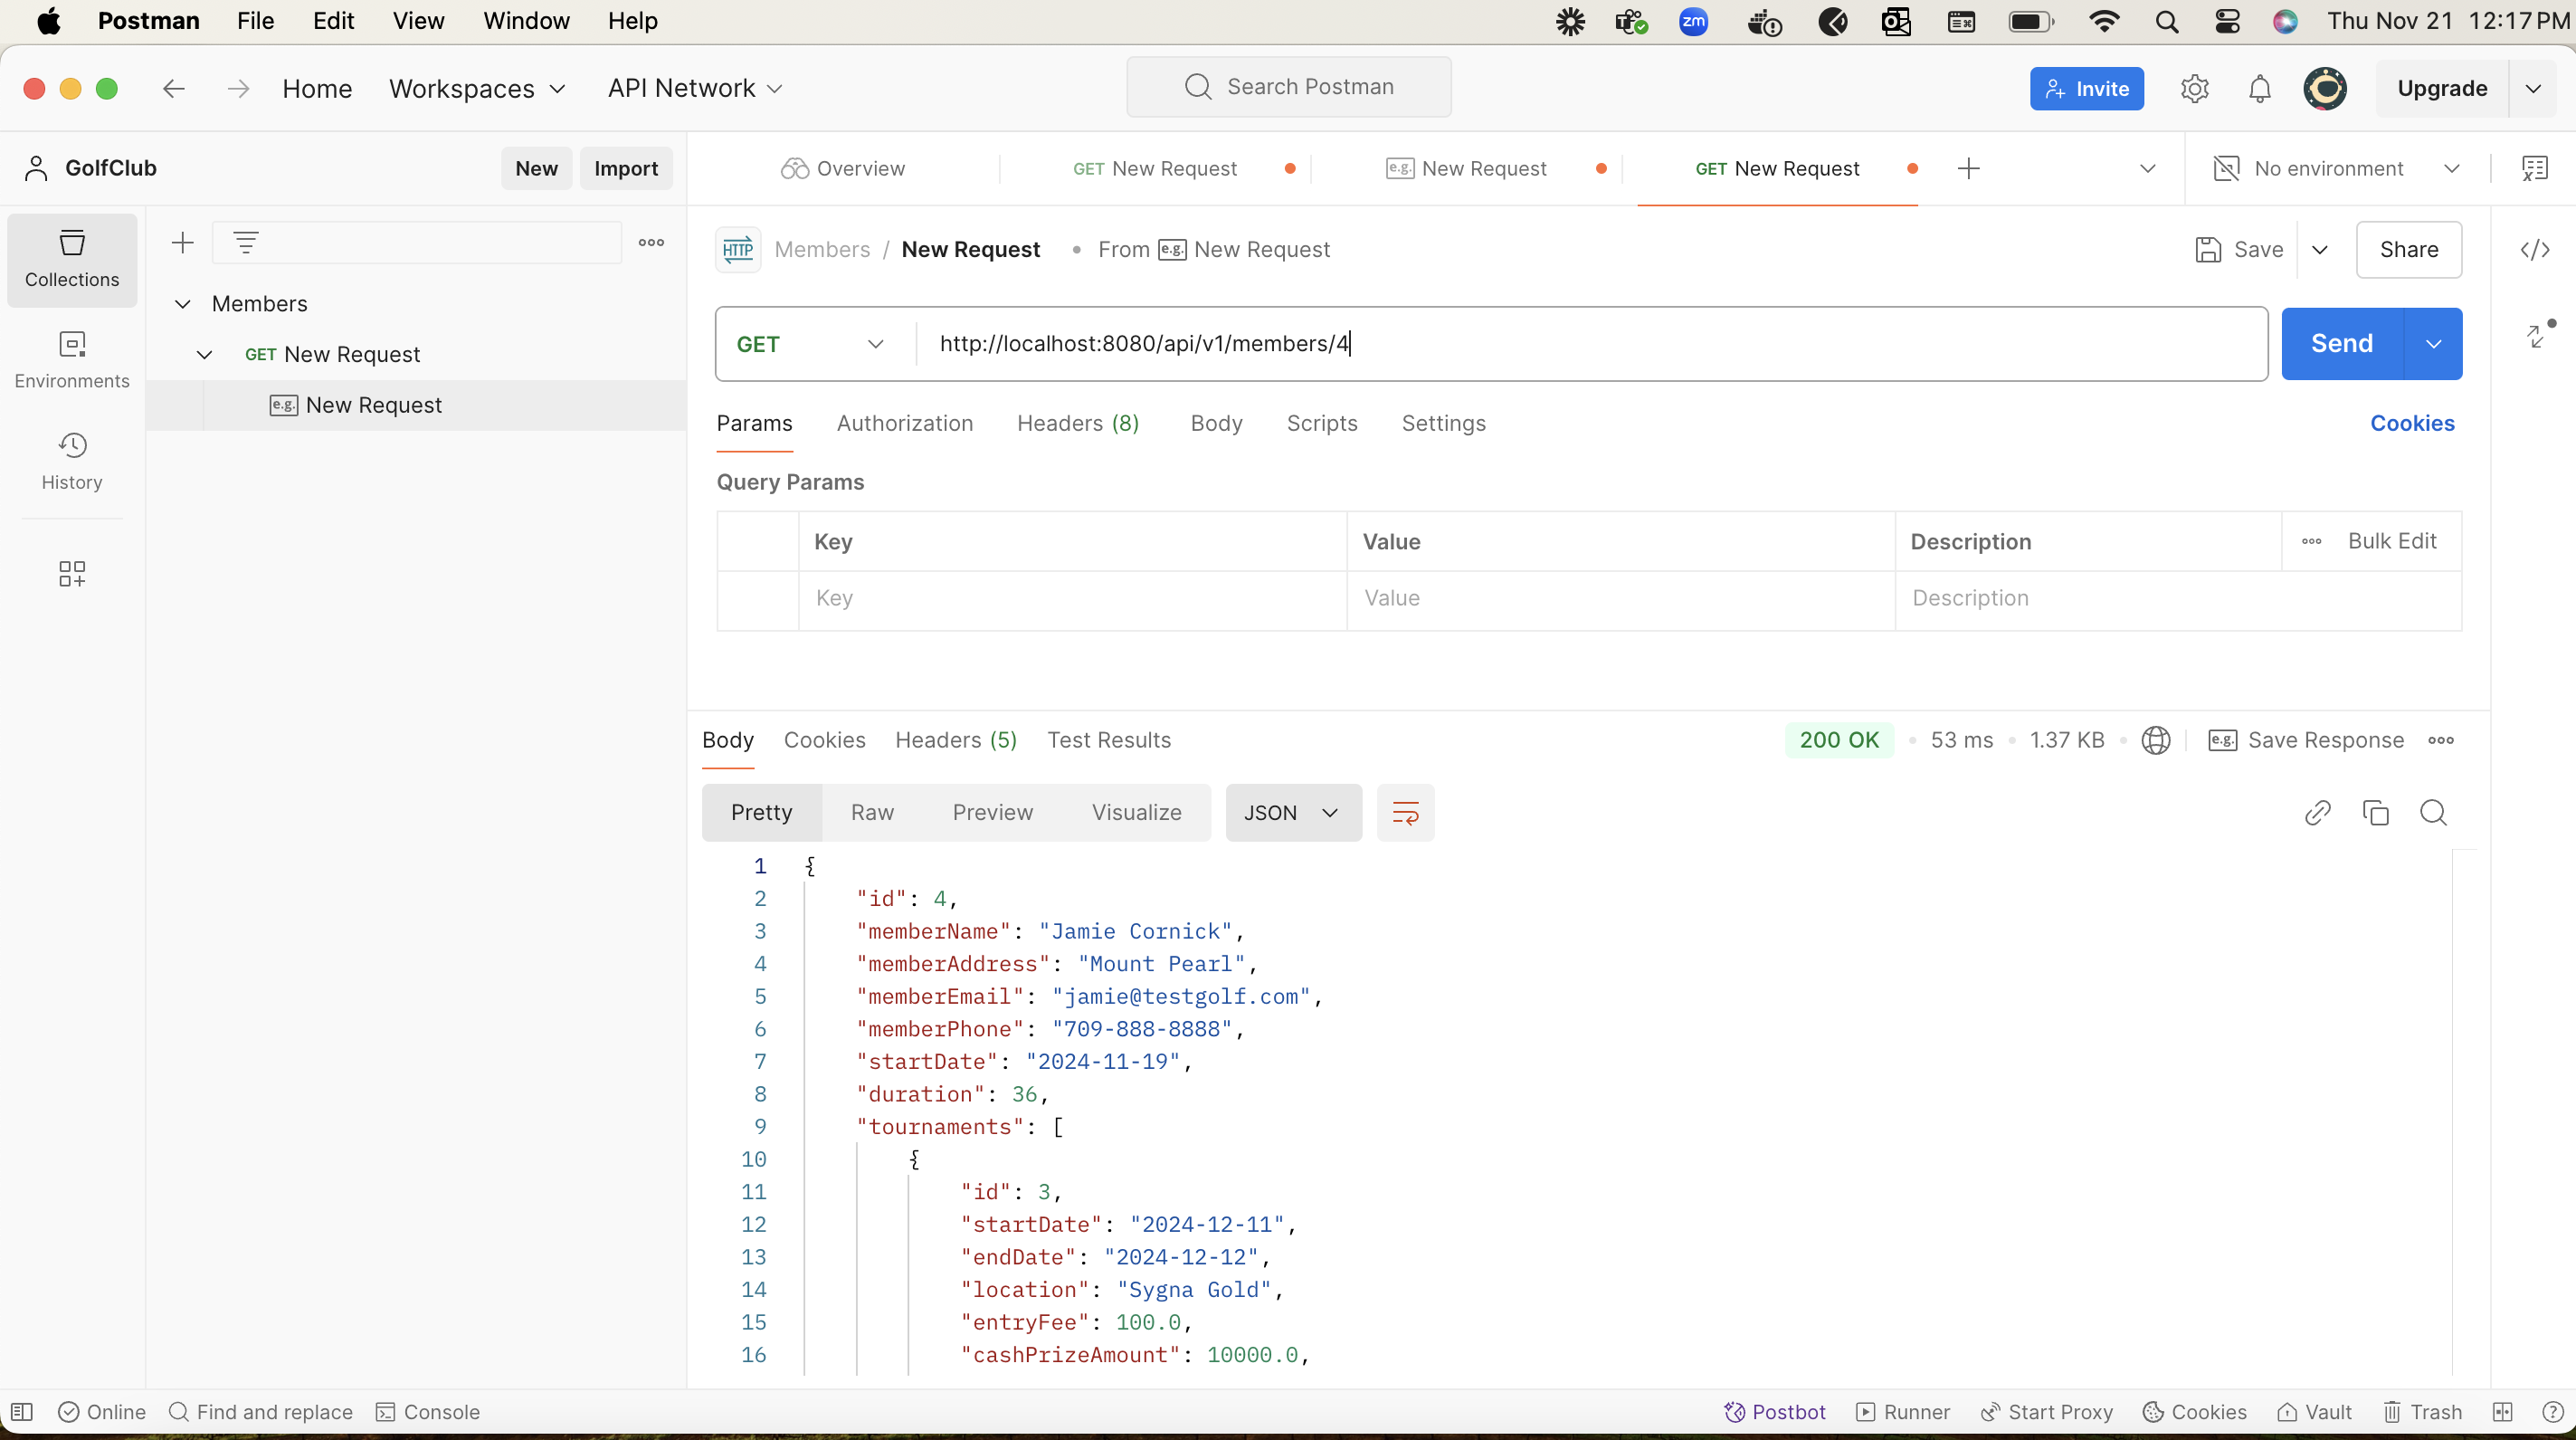 Postman File Edit View Window Help zm Thu Nov 21 12:17 PM
Home Workspaces API Network Search Postman Invite Upgrade
GolfClub New Import Overview GET New Request e.g. New Request GET New Request No environment
Collections
Environments
History
Members
GET New Request
e.g. New Request
HTTP Members / New Request • From e.g. New Request Save Share
GET http://localhost:8080/api/v1/members/4 Send
Params Authorization Headers (8) Body Scripts Settings Cookies
Query Params
Key Value Description Bulk Edit
Key Value Description
Body Cookies Headers (5) Test Results 200 OK • 53 ms • 1.37 KB • e.g. Save Response
Pretty Raw Preview Visualize JSON
1 {
2 "id": 4,
3 "memberName": "Jamie Cornick",
4 "memberAddress": "Mount Pearl",
5 "memberEmail": "jamie@testgolf.com",
6 "memberPhone": "709-888-8888",
7 "startDate": "2024-11-19",
8 "duration": 36,
9 "tournaments": [
10 {
11 "id": 3,
12 "startDate": "2024-12-11",
13 "endDate": "2024-12-12",
14 "location": "Sygna Gold",
15 "entryFee": 100.0,
16 "cashPrizeAmount": 10000.0,
Online Find and replace Console Postbot Runner Start Proxy Cookies Vault Trash